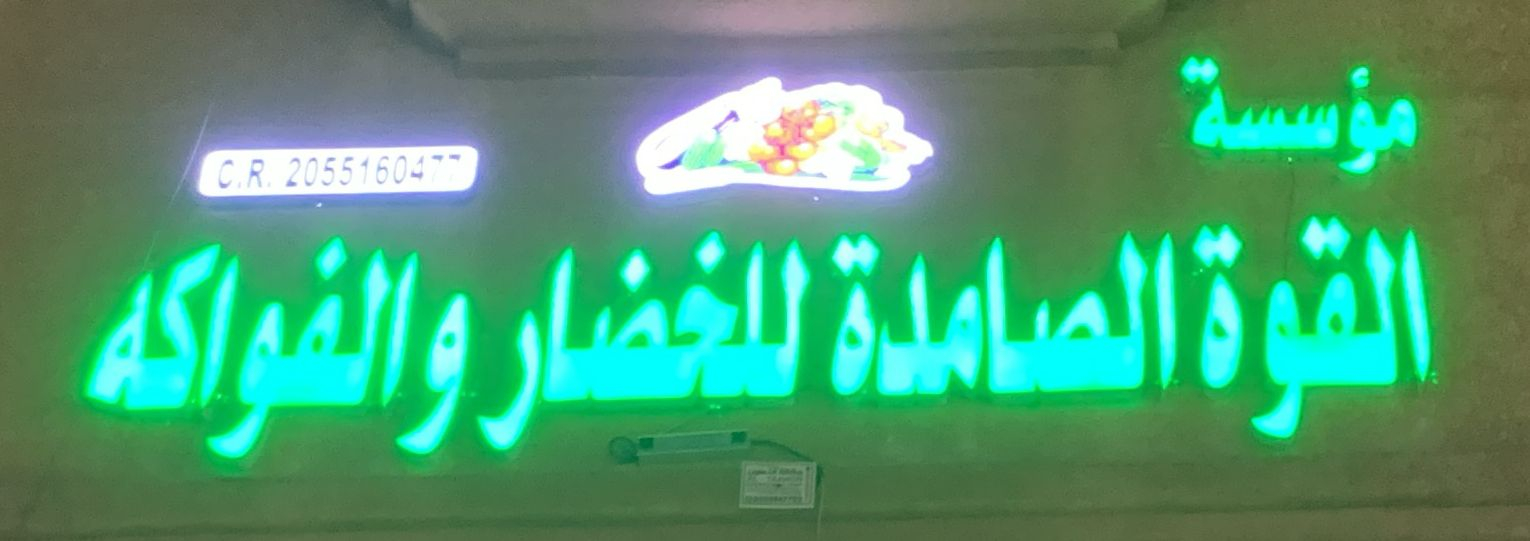 مؤسسة
C.R. 2055160477
القوة الصامدة للخضار والفواكه